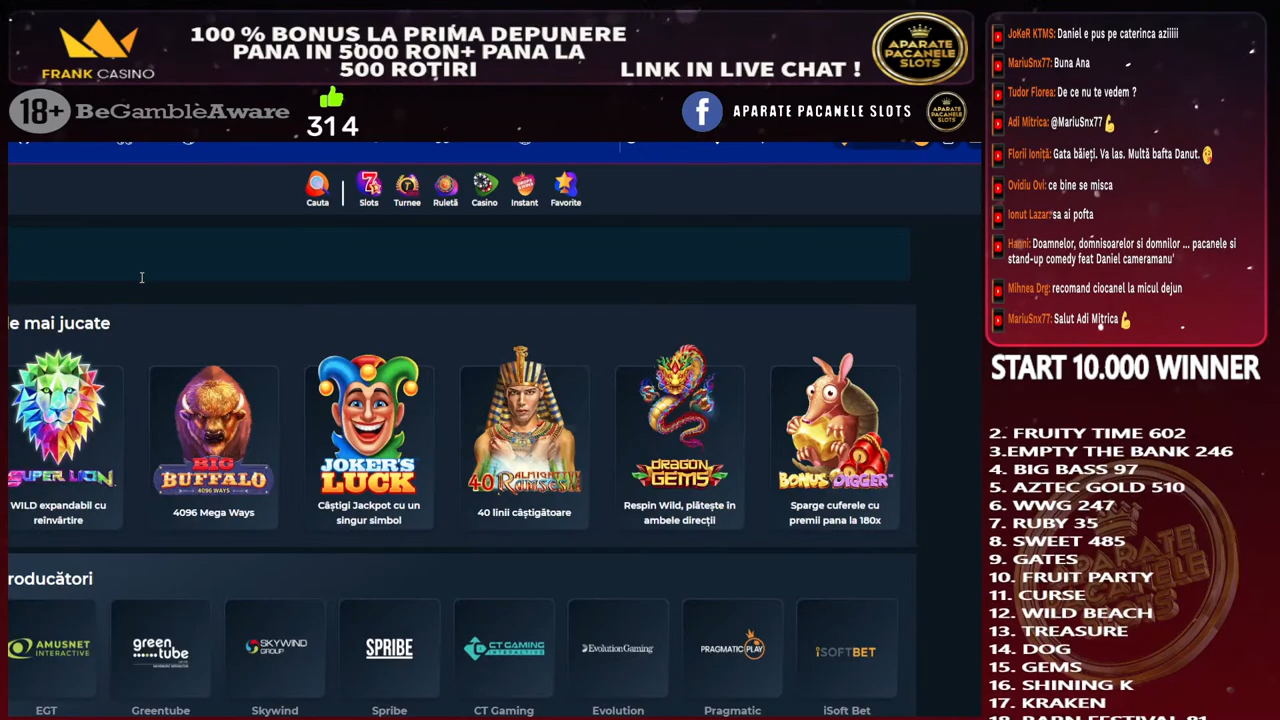 FRANK CASINO
100 % BONUS LA PRIMA DEPUNERE
PANA IN 5000 RON+ PANA LA
500 ROTIRI
LINK IN LIVE CHAT !
APARATE
PACANELE
SLOTS
18+ BeGambleAware
314
APARATE PACANELE SLOTS
Cauta
Slots
Turnee
Ruletă
Casino
Instant
Favorite
le mai jucate
SUPER LION
WILD expandabil cu
reînvârtire
BIG
BUFFALO
4096 WAYS
4096 Mega Ways
JOKER'S
LUCK
Câștigi Jackpot cu un
singur simbol
ALMIGHTY
40 Ramses II
40 linii câștigătoare
DRAGON
GEMS
Respin Wild, plătește în
ambele direcții
BONUS DIGGER
Sparge cuferele cu
premii pana la 180x
roducători
AMUSNET
INTERACTIVE
EGT
green
tube
Greentube
SKYWIND
GROUP
Skywind
SPRIBE
Spribe
CT GAMING
INTERACTIVE
CT Gaming
Evolution Gaming
Evolution
PRAGMATIC PLAY
Pragmatic
iSOFTBET
iSoft Bet
JoKeR KTMS: Daniel e pus pe caterinca aziiiii
MariuSnx77: Buna Ana
Tudor Florea: De ce nu te vedem ?
Adi Mitrica: @MariuSnx77 💪
Florii Ioniță: Gata băieți. Va las. Multă bafta Danut. 😘
Ovidiu Ovi: ce bine se misca
Ionut Lazar: sa ai pofta
Hanni: Doamnelor, domnisoarelor si domnilor ... pacanele si
stand-up comedy feat Daniel cameramanu'
Mihnea Drg: recomand ciocanel la micul dejun
MariuSnx77: Salut Adi Mitrica 💪
START 10.000 WINNER
2. FRUITY TIME 602
3.EMPTY THE BANK 246
4. BIG BASS 97
5. AZTEC GOLD 510
6. WWG 247
7. RUBY 35
8. SWEET 485
9. GATES
10. FRUIT PARTY
11. CURSE
12. WILD BEACH
13. TREASURE
14. DOG
15. GEMS
16. SHINING K
17. KRAKEN
18. BARN FESTIVAL 81